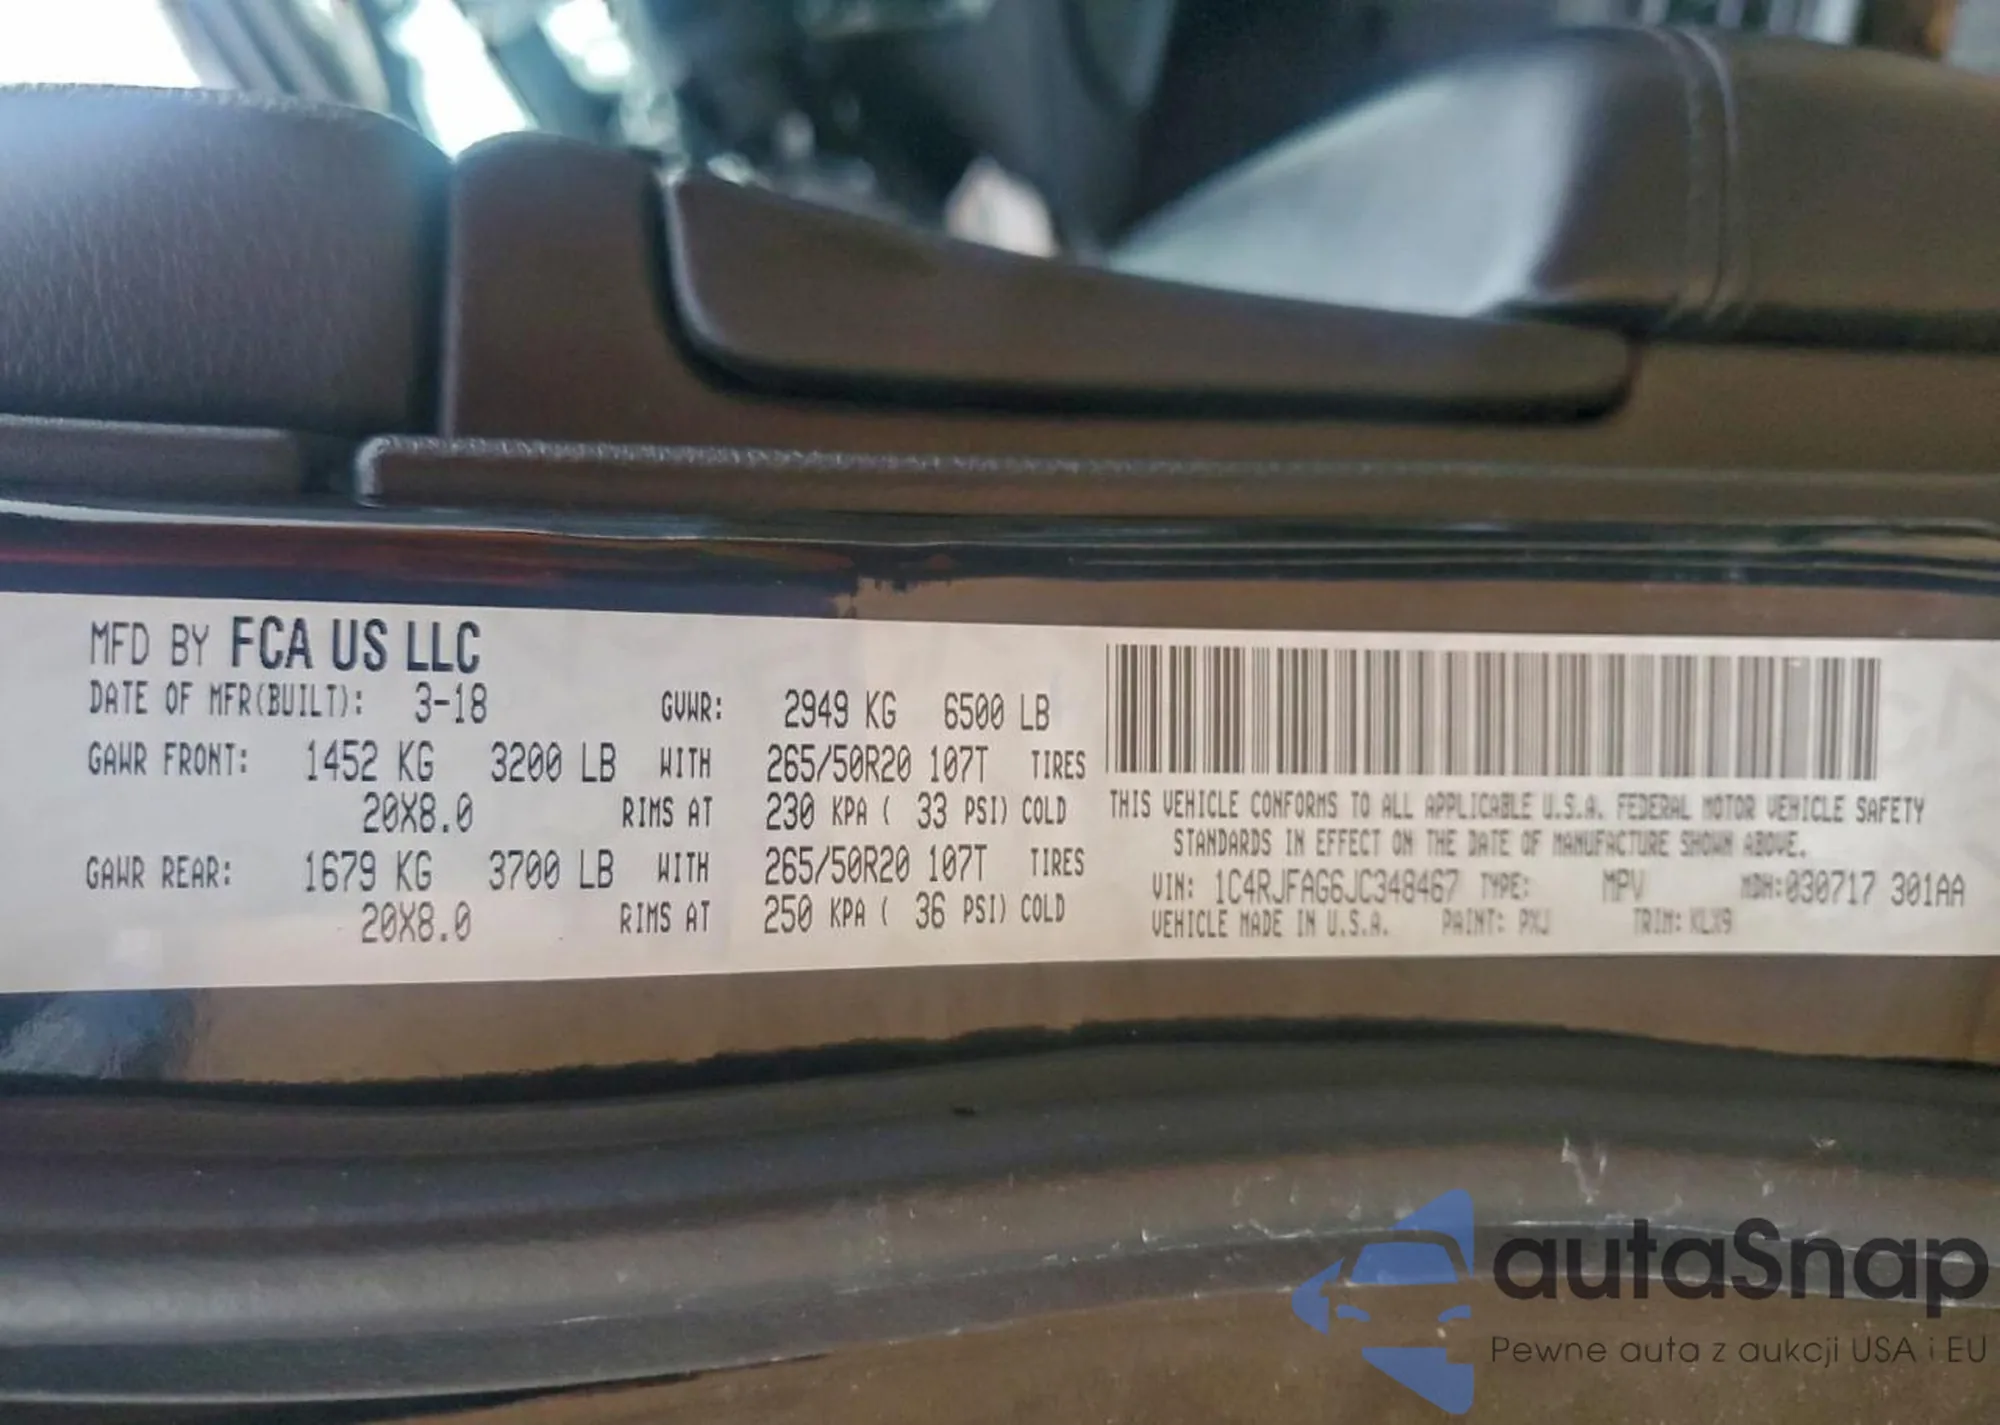 MFD BY FCA US LLC
DATE OF MFR(BUILT): 3-18 GVWR: 2949 KG 6500 LB
GAWR FRONT: 1452 KG 3200 LB WITH 265/50R20 107T TIRES
20X8.0 RIMS AT 230 KPA ( 33 PSI) COLD
GAWR REAR: 1679 KG 3700 LB WITH 265/50R20 107T TIRES
20X8.0 RIMS AT 250 KPA ( 36 PSI) COLD
THIS VEHICLE CONFORMS TO ALL APPLICABLE U.S.A. FEDERAL MOTOR VEHICLE SAFETY
STANDARDS IN EFFECT ON THE DATE OF MANUFACTURE SHOWN ABOVE.
VIN: 1C4RJFAG6JC348467 TYPE: MPV MDH:030717 301AA
VEHICLE MADE IN U.S.A. PAINT: PXJ TRIM: KLX9
autaSnap
Pewne auta z aukcji USA i EU